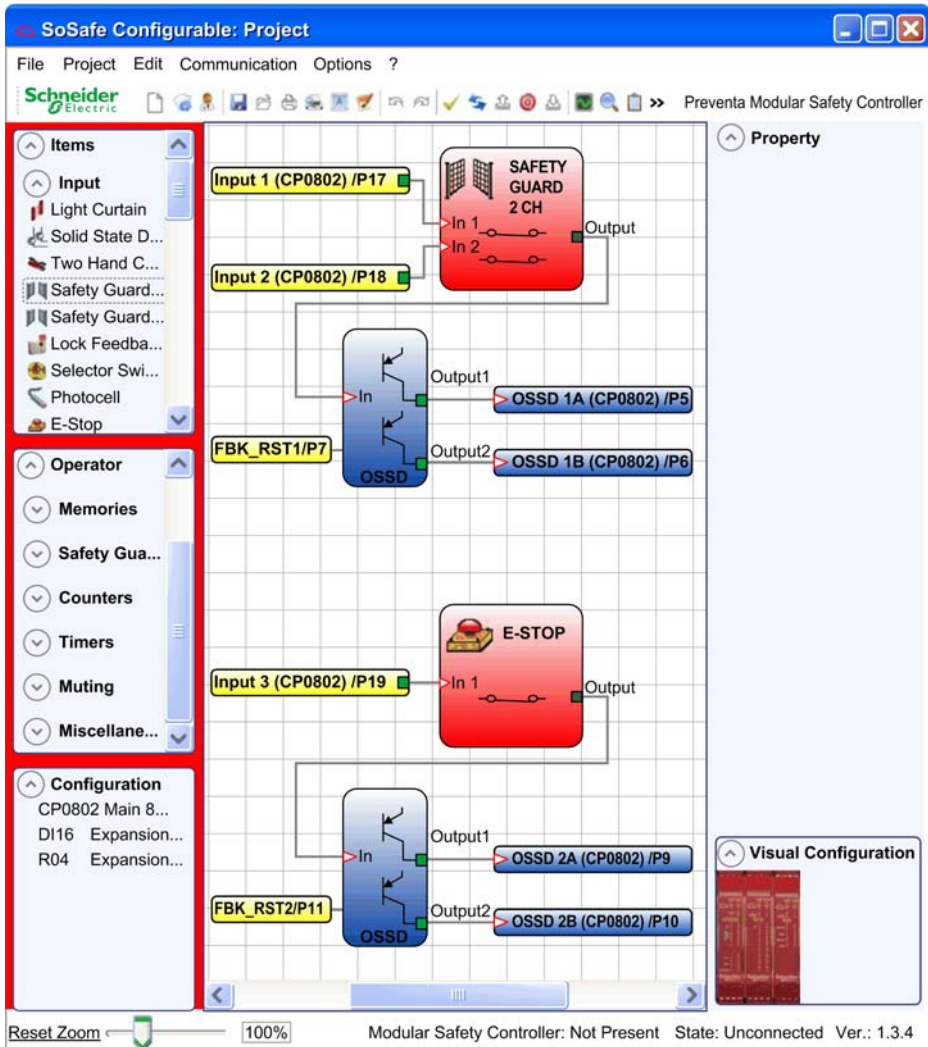 SoSafe Configurable: Project
File Project Edit Communication Options ?
Schneider Electric
Preventa Modular Safety Controller
Items
Input
Light Curtain
Solid State D...
Two Hand C...
Safety Guard...
Safety Guard...
Lock Feedba...
Selector Swi...
Photocell
E-Stop
Operator
Memories
Safety Gua...
Counters
Timers
Muting
Miscellane...
Configuration
CP0802 Main 8...
DI16 Expansion...
R04 Expansion...
Input 1 (CP0802) /P17
Input 2 (CP0802) /P18
SAFETY
GUARD
2 CH
In 1
In 2
Output
In
Output1
Output2
OSSD
FBK_RST1/P7
OSSD 1A (CP0802) /P5
OSSD 1B (CP0802) /P6
Input 3 (CP0802) /P19
E-STOP
In 1
Output
In
Output1
Output2
OSSD
FBK_RST2/P11
OSSD 2A (CP0802) /P9
OSSD 2B (CP0802) /P10
Property
Visual Configuration
Reset Zoom 100% Modular Safety Controller: Not Present State: Unconnected Ver.: 1.3.4